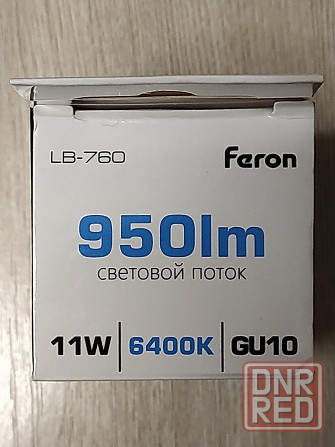 LB-760 Feron
950lm
СВЕТОВОЙ ПОТОК
11W | 6400K | GU10
DNR
RED